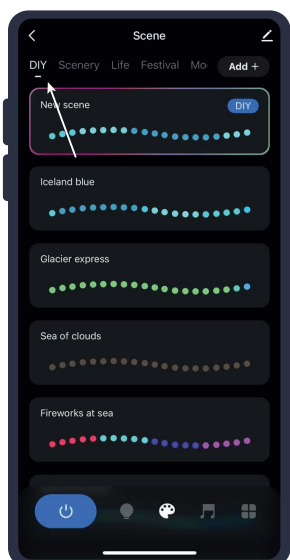 Scene
DIY Scenery Life Festival Mo Add +
New scene DIY
Iceland blue
Glacier express
Sea of clouds
Fireworks at sea